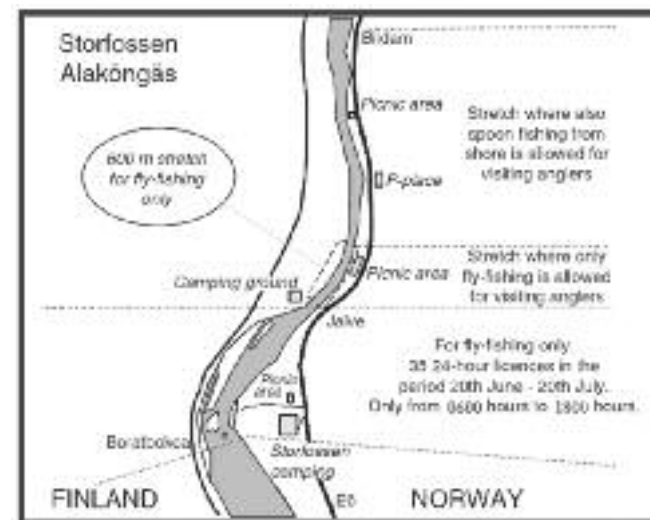 Storfossen
Alaköngäs
Picnic area
Stretch where also
spoon fishing from
shore is allowed for
visiting anglers
600 m stretch
for fly-fishing
only
P-place
Stretch where only
fly-fishing is allowed
for visiting anglers
Picnic area
Camping ground
For fly-fishing only
35 24-hour licences in the
period 20th June - 20th July.
Only from 0600 hours to 1800 hours.
Picnic
area
Storfossen
camping
FINLAND
E6
NORWAY